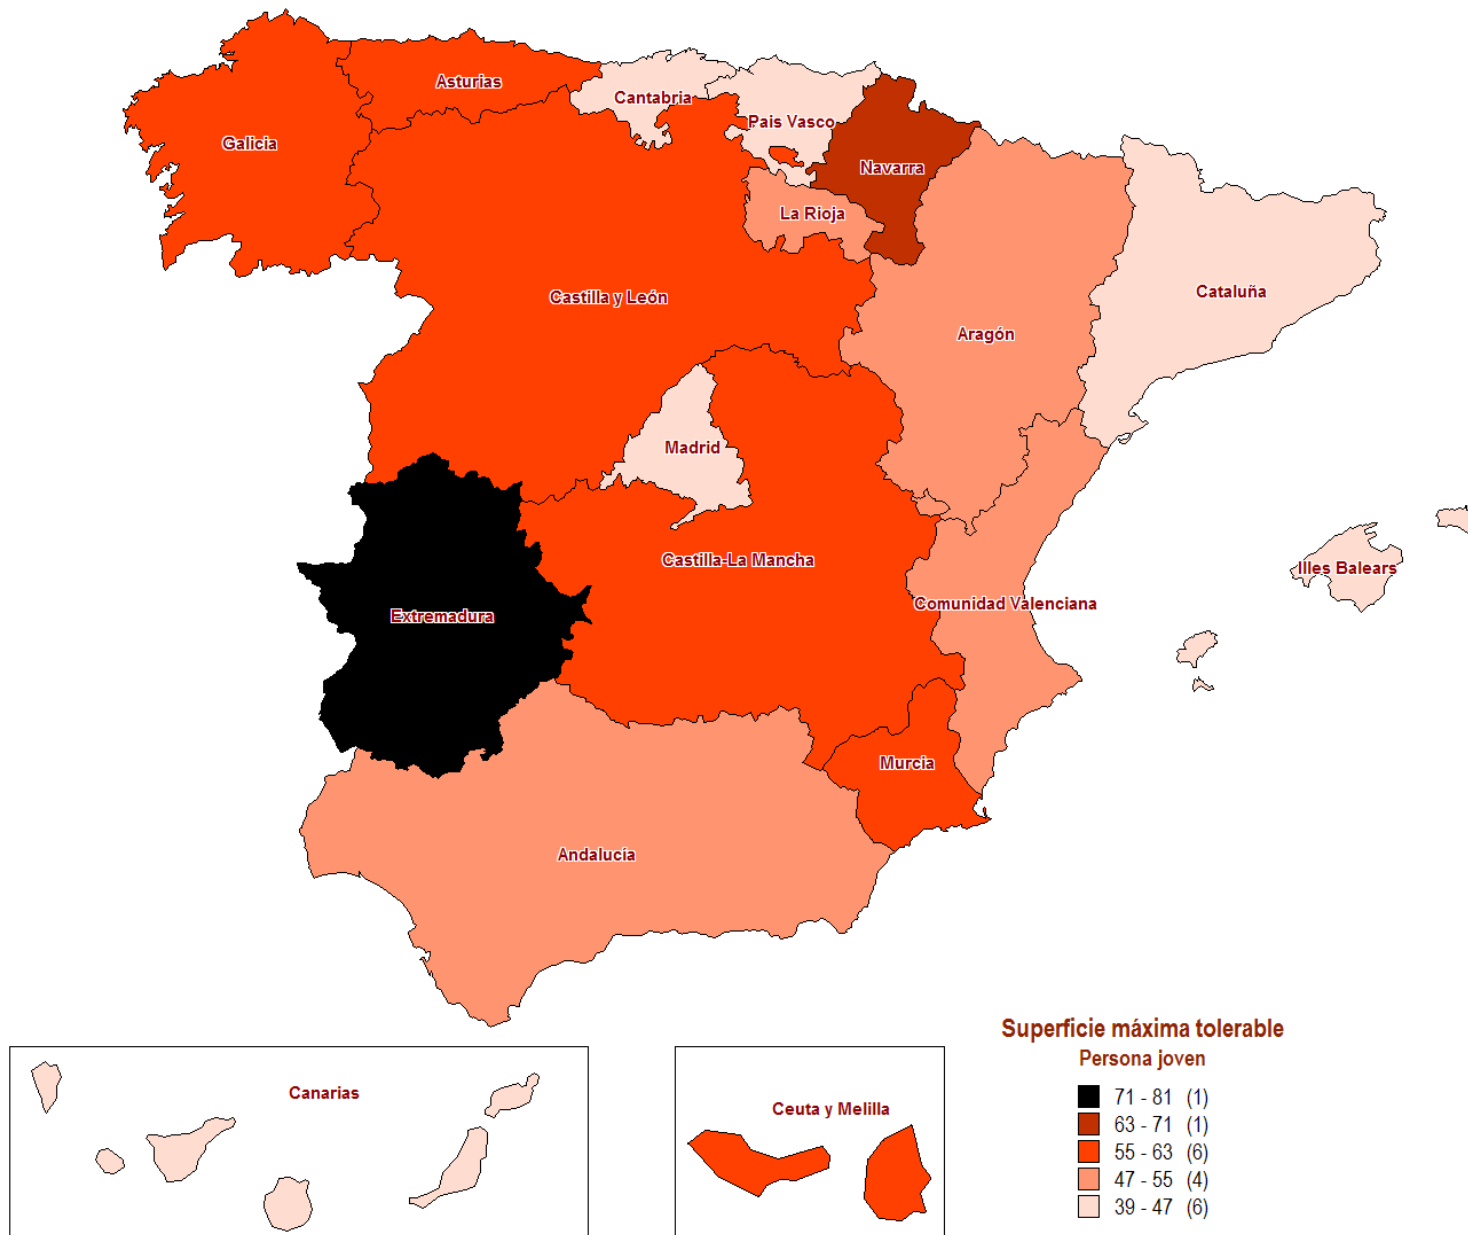 Asturias
Cantabria
Pais Vasco
Galicia
Navarra
La Rioja
Cataluña
Castilla y León
Aragón
Madrid
Castilla-La Mancha
Illes Balears
Comunidad Valenciana
Extremadura
Murcia
Andalucía
Superficie máxima tolerable
Persona joven
71 - 81 (1)
63 - 71 (1)
55 - 63 (6)
47 - 55 (4)
39 - 47 (6)
Canarias
Ceuta y Melilla